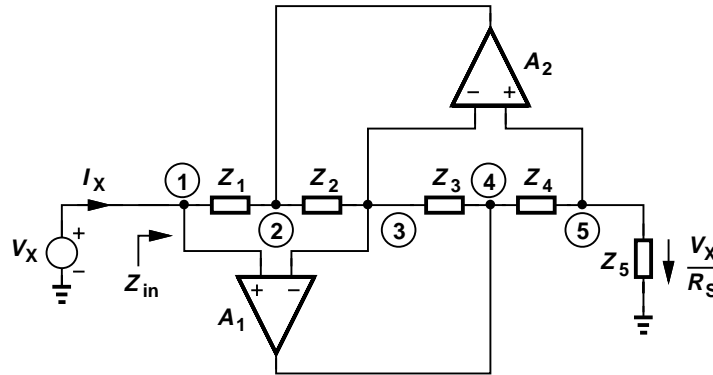 A2
− +
IX
1 Z1 Z2 Z3 4 Z4
2 3 5
VX + −
Zin
Z5
VX
RS
+ −
A1